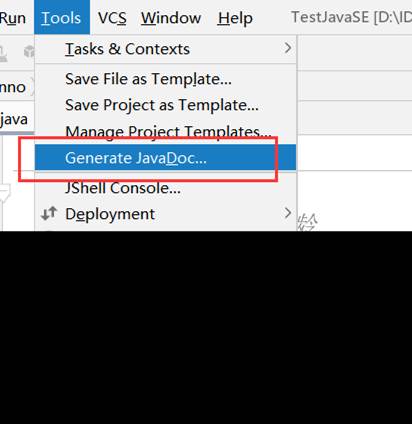 Run Tools VCS Window Help TestJavaSE [D:\ID
Tasks & Contexts
Save File as Template...
nno
Save Project as Template...
java
Manage Project Templates...
Generate JavaDoc...
JShell Console...
Deployment
龄